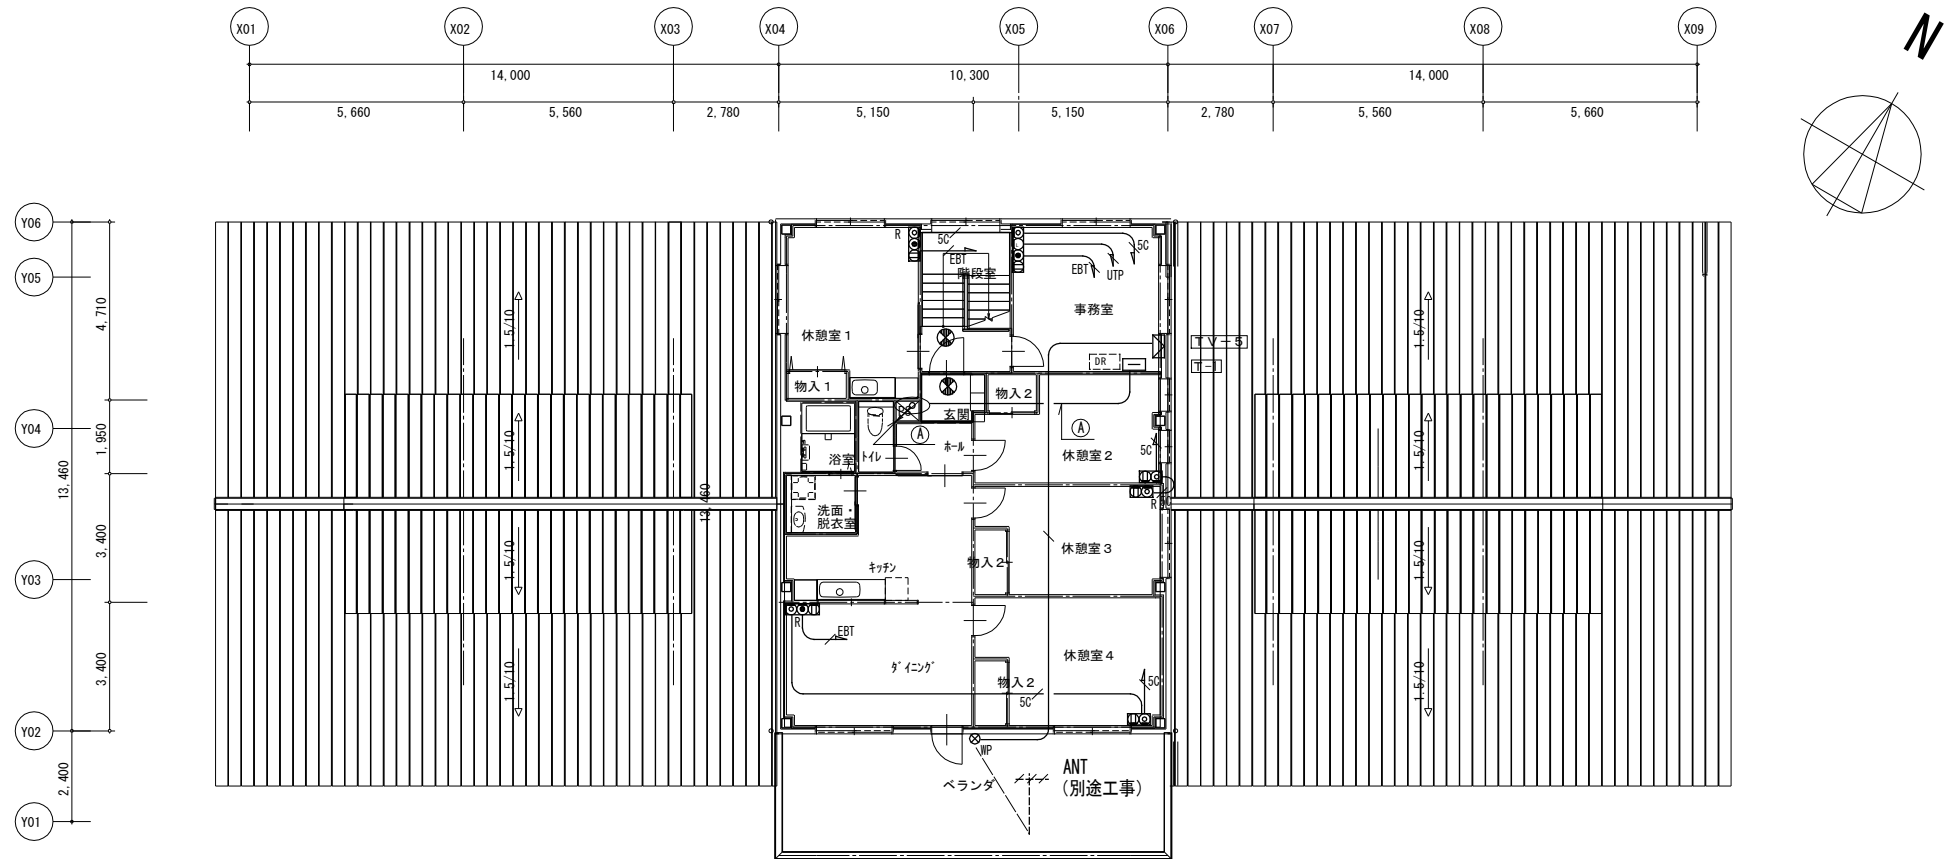 X01
X02
X03
X04
X05
X06
X07
X08
X09
N
14,000
10,300
14,000
5,660
5,560
2,780
5,150
5,150
2,780
5,560
5,660
Y06
Y05
Y04
Y03
Y02
Y01
4,710
1,950
13,460
3,400
3,400
2,400
13,460
1.5/10
1.5/10
1.5/10
1.5/10
1.5/10
1.5/10
1.5/10
1.5/10
R
5C
EBT
階段室
5C
EBT
UTP
事務室
休憩室1
TV-5
T-1
DR
物入1
物入2
玄関
A
A
ホール
トイレ
浴室
休憩室2
5C
R
5C
洗面・
脱衣室
キッチン
物入2
休憩室3
R
EBT
ダイニング
休憩室4
物入2
5C
5C
WP
ベランダ
ANT
(別途工事)